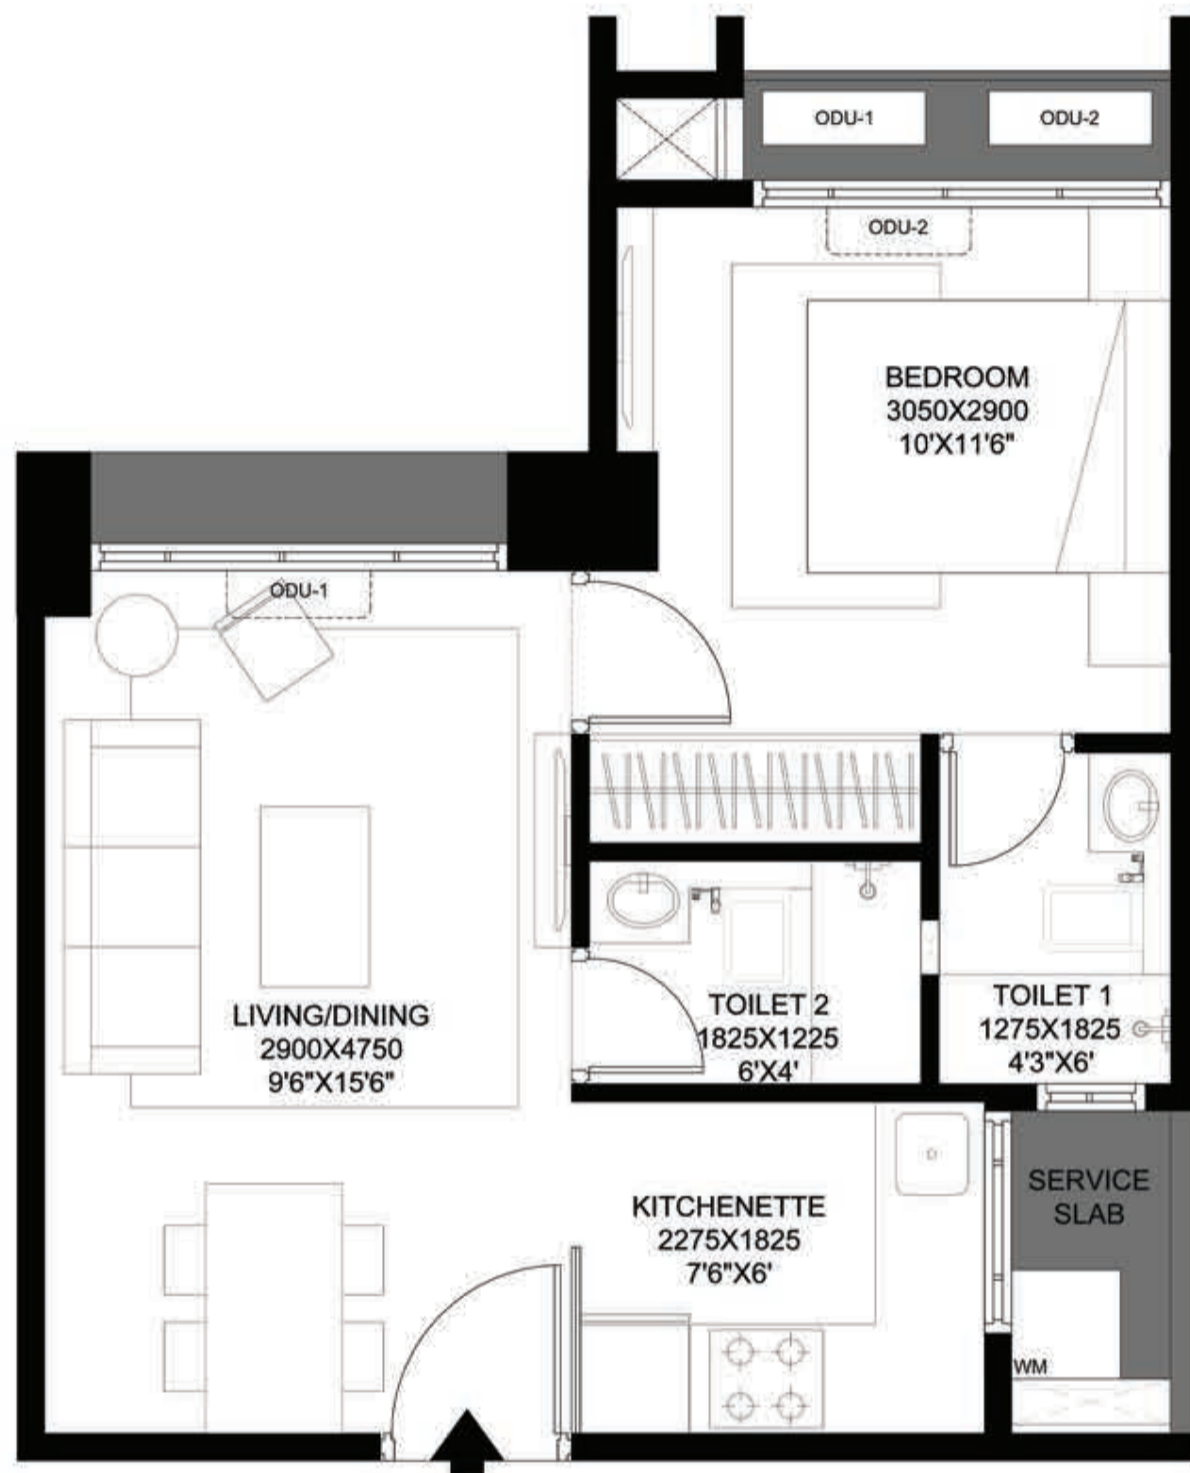 ODU-1
ODU-2
ODU-2
BEDROOM
3050X2900
10'X11'6"
ODU-1
LIVING/DINING
2900X4750
9'6"X15'6"
TOILET 2
1825X1225
6'X4'
TOILET 1
1275X1825
4'3"X6'
KITCHENETTE
2275X1825
7'6"X6'
SERVICE
SLAB
WM